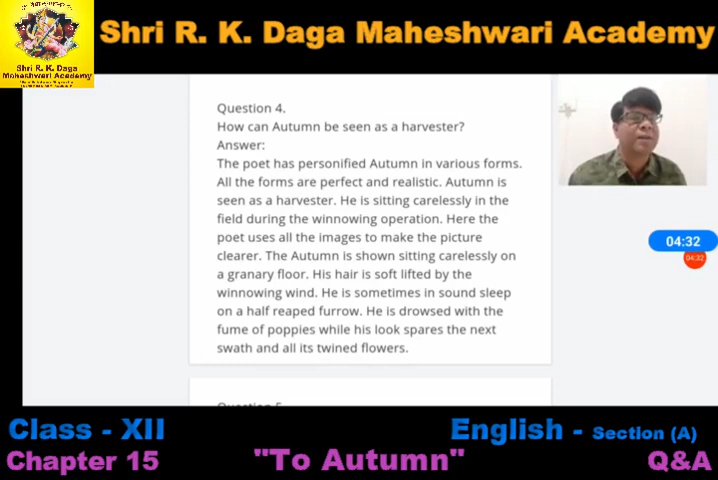 Shri R. K. Daga Maheshwari Academy
Shri R. K. Daga
Maheshwari Academy
Question 4.
How can Autumn be seen as a harvester?
Answer:
The poet has personified Autumn in various forms.
All the forms are perfect and realistic. Autumn is
seen as a harvester. He is sitting carelessly in the
field during the winnowing operation. Here the
poet uses all the images to make the picture
clearer. The Autumn is shown sitting carelessly on
a granary floor. His hair is soft lifted by the
winnowing wind. He is sometimes in sound sleep
on a half reaped furrow. He is drowsed with the
fume of poppies while his look spares the next
swath and all its twined flowers.
04:32
04:32
Question 5.
Class - XII
English - Section (A)
Chapter 15
"To Autumn"
Q&A